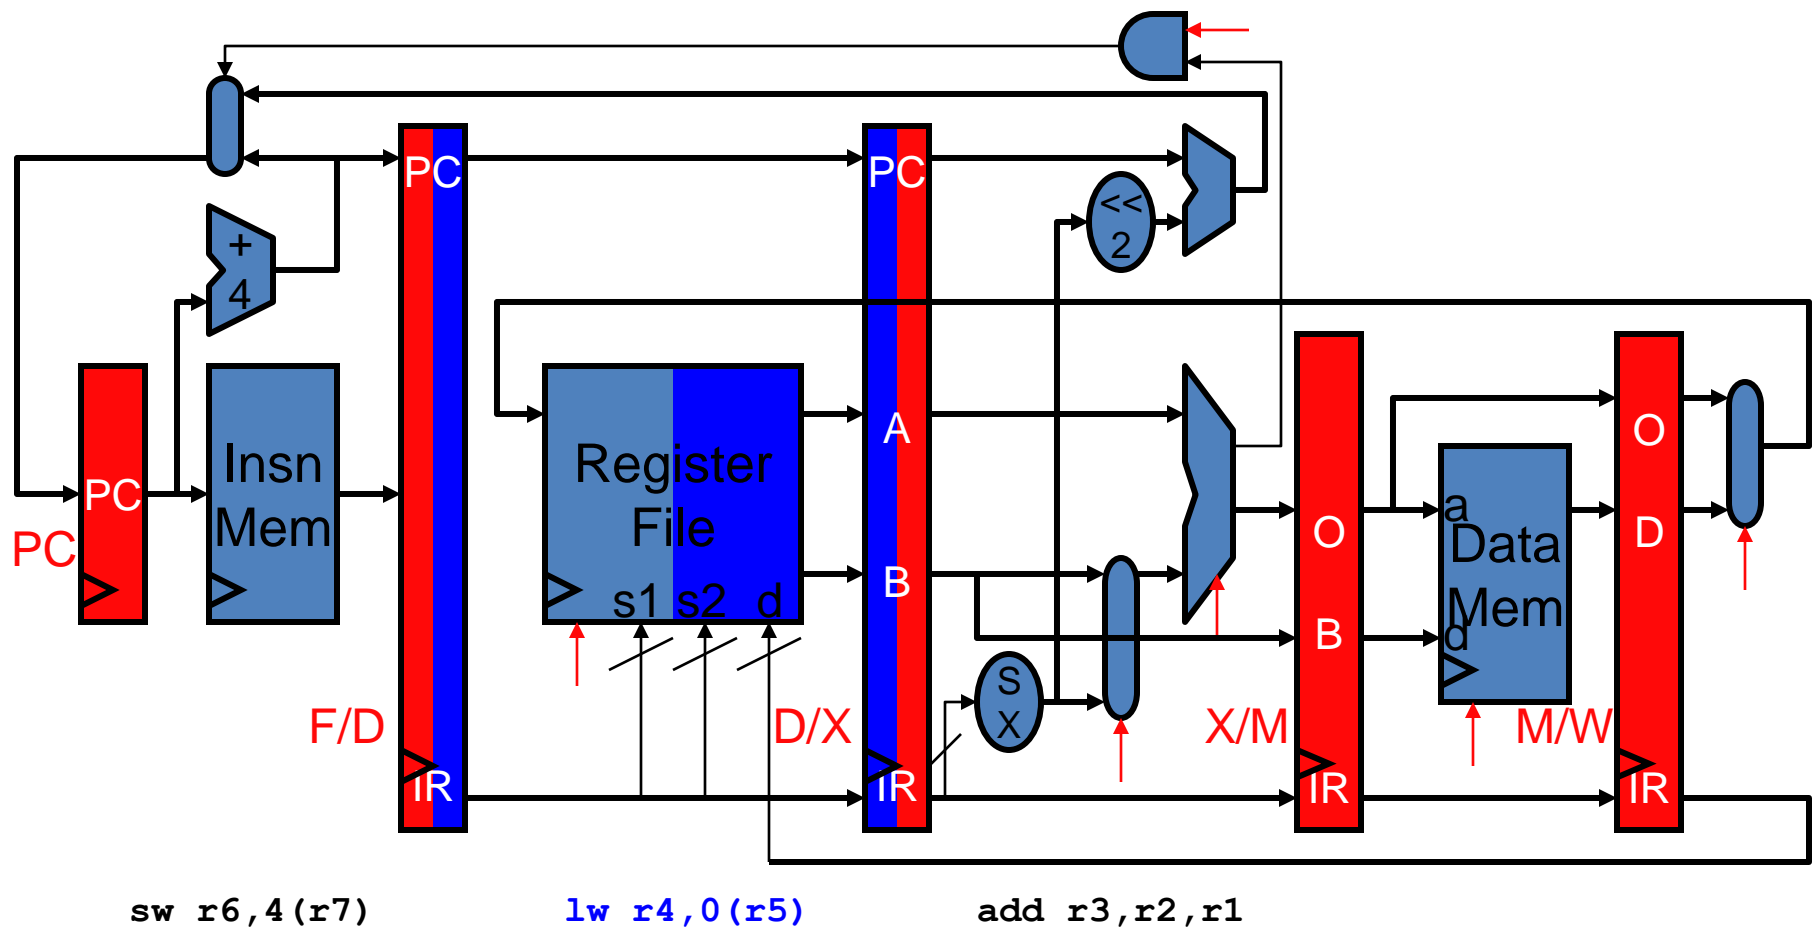 PC
PC
<<
2
+
4
A
O
Insn
Mem
Register
File
PC
PC
a
Data
Mem
d
O
D
B
B
s1 s2 d
S
X
F/D
D/X
X/M
M/W
IR
IR
IR
IR
sw r6,4(r7)
lw r4,0(r5)
add r3,r2,r1